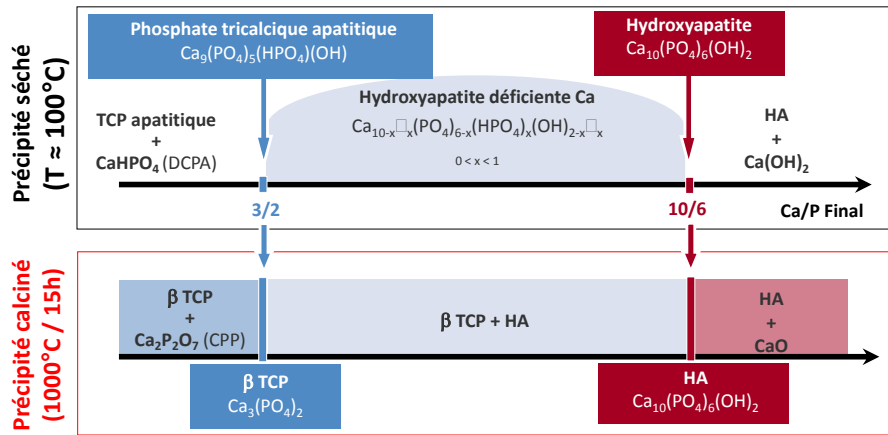 Précipité séché
(T ≈ 100°C)
Phosphate tricalcique apatitique
Ca₉(PO₄)₅(HPO₄)(OH)
Hydroxyapatite
Ca₁₀(PO₄)₆(OH)₂
TCP apatitique
+
CaHPO₄ (DCPA)
Hydroxyapatite déficiente Ca
Ca₁₀₋ₓ□ₓ(PO₄)₆₋ₓ(HPO₄)ₓ(OH)₂₋ₓ□ₓ
0 < x < 1
HA
+
Ca(OH)₂
3/2
10/6
Ca/P Final
Précipité calciné
(1000°C / 15h)
β TCP
+
Ca₂P₂O₇ (CPP)
β TCP + HA
HA
+
CaO
β TCP
Ca₃(PO₄)₂
HA
Ca₁₀(PO₄)₆(OH)₂